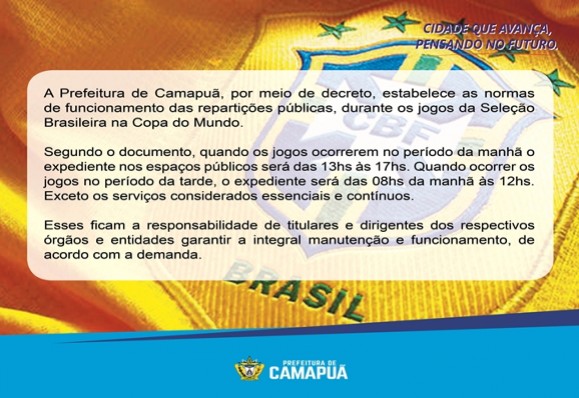 CIDADE QUE AVANÇA,
PENSANDO NO FUTURO.
A Prefeitura de Camapuã, por meio de decreto, estabelece as normas
de funcionamento das repartições públicas, durante os jogos da Seleção
Brasileira na Copa do Mundo.
Segundo o documento, quando os jogos ocorrerem no período da manhã o
expediente nos espaços públicos será das 13hs às 17hs. Quando ocorrer os
jogos no período da tarde, o expediente será das 08hs da manhã às 12hs.
Exceto os serviços considerados essenciais e contínuos.
Esses ficam a responsabilidade de titulares e dirigentes dos respectivos
órgãos e entidades garantir a integral manutenção e funcionamento, de
acordo com a demanda.
CBF
BRASIL
PREFEITURA DE
CAMAPUÃ